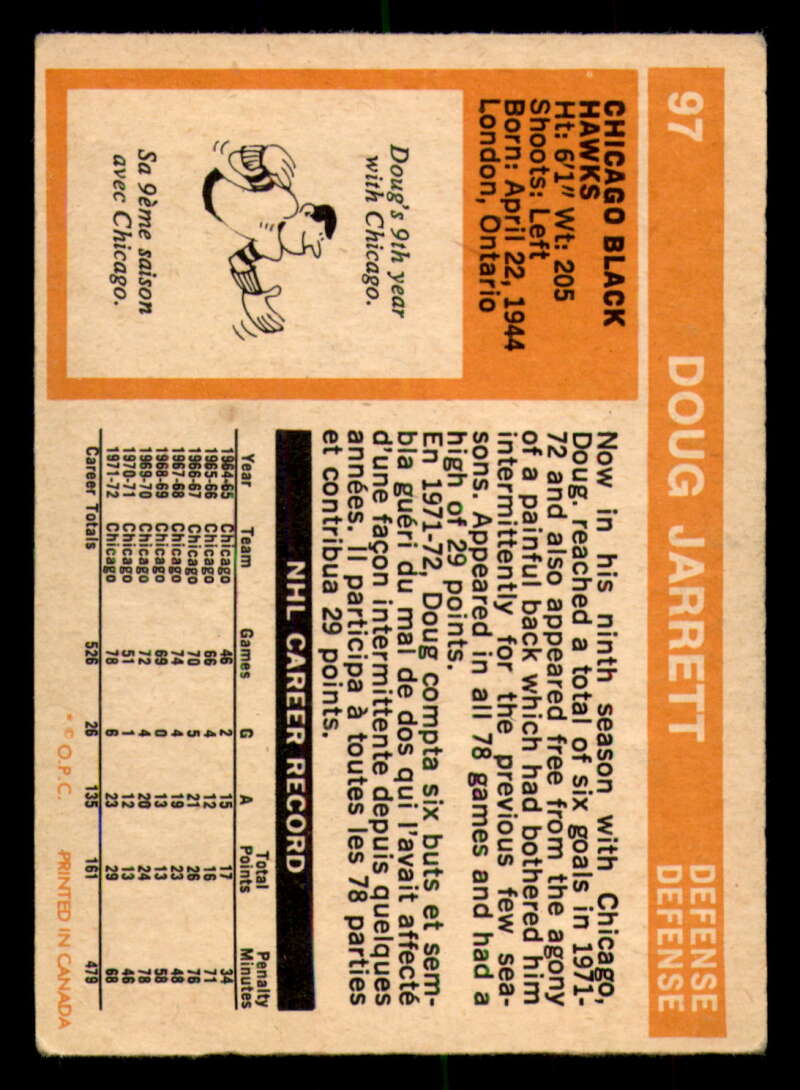 97 DOUG JARRETT DEFENSE
DEFENSE
CHICAGO BLACK
HAWKS
Ht: 6'1" Wt: 205
Shoots: Left
Born: April 22, 1944
London, Ontario
Doug's 9th year
with Chicago.
Sa 9ème saison
avec Chicago.
Now in his ninth season with Chicago,
Doug. reached a total of six goals in 1971-
72 and also appeared free from the agony
of a painful back which had bothered him
intermittently for the previous few sea-
sons. Appeared in all 78 games and had a
high of 29 points.
En 1971-72, Doug compta six buts et sem-
bla guéri du mal de dos qui l'avait affecté
d'une façon intermittente depuis quelques
années. Il participa à toutes les 78 parties
et contribua 29 points.
NHL CAREER RECORD
Year Team Games G A Total Points Penalty Minutes
1964-65 Chicago 46 2 15 17 34
1965-66 Chicago 66 4 12 16 71
1966-67 Chicago 70 5 21 26 76
1967-68 Chicago 74 4 19 23 48
1968-69 Chicago 69 0 13 13 58
1969-70 Chicago 72 4 20 24 78
1970-71 Chicago 51 1 12 13 46
1971-72 Chicago 78 6 23 29 68
Career Totals 526 26 135 161 479
* © O.P.C. PRINTED IN CANADA